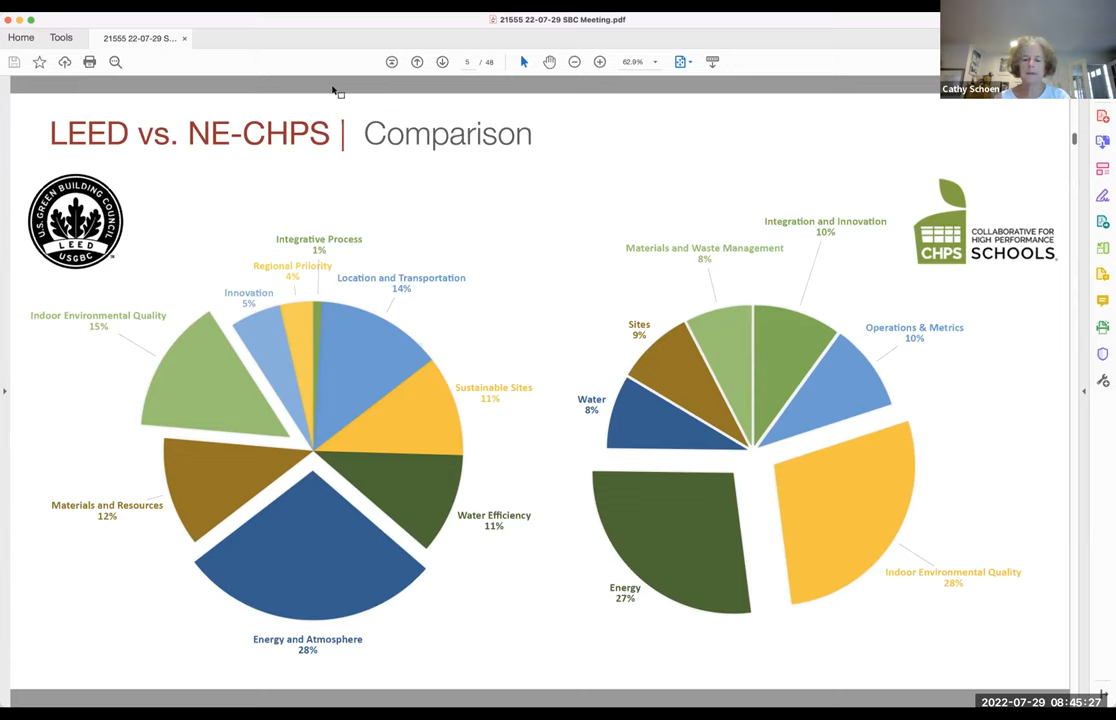 21555 22-07-29 SBC Meeting.pdf
Home
Tools
21555 22-07-29 S... ×
5 / 48
62.9%
Cathy Schoen
LEED vs. NE-CHPS | Comparison
U.S. GREEN BUILDING COUNCIL
LEED
USGBC
Integrative Process
1%
Regional Priority
4%
Location and Transportation
14%
Innovation
5%
Indoor Environmental Quality
15%
Sustainable Sites
11%
Materials and Resources
12%
Water Efficiency
11%
Energy and Atmosphere
28%
CHPS
COLLABORATIVE FOR
HIGH PERFORMANCE
SCHOOLS.
Integration and Innovation
10%
Materials and Waste Management
8%
Sites
9%
Operations & Metrics
10%
Water
8%
Energy
27%
Indoor Environmental Quality
28%
2022-07-29 08:45:27